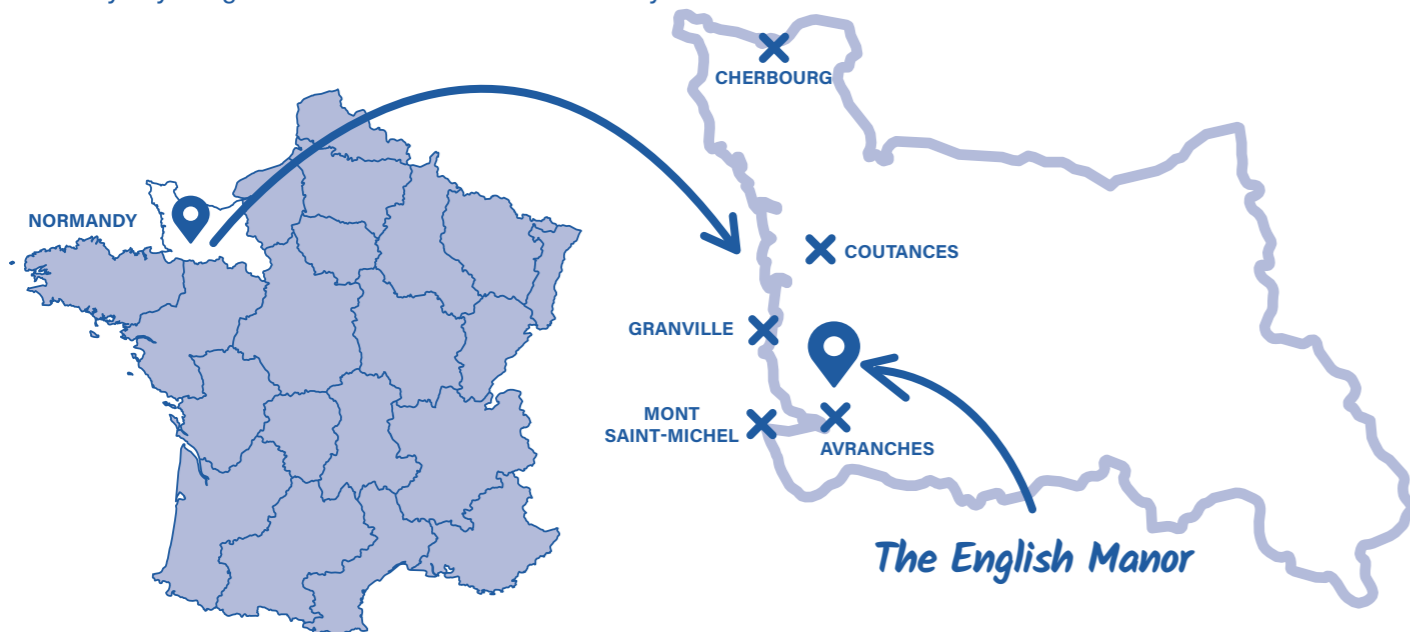 NORMANDY
CHERBOURG
COUTANCES
GRANVILLE
MONT
SAINT-MICHEL
AVRANCHES
The English Manor